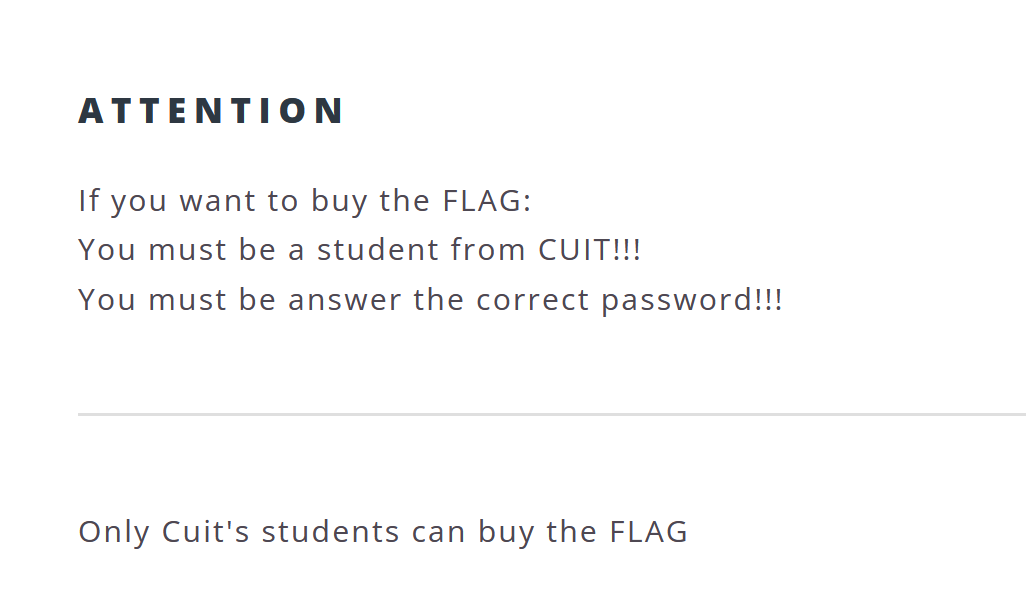 ATTENTION
If you want to buy the FLAG:
You must be a student from CUIT!!!
You must be answer the correct password!!!
Only Cuit's students can buy the FLAG